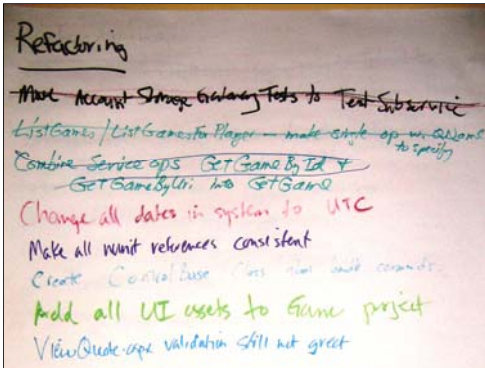 Refactoring
Move Account Storage Gateway Tests to Test Subservice
ListGames / ListGamesForPlayer — make single op w.
to specify
Combine Service ops GetGameById +
GetGameByUri into GetGame
Change all dates in system to UTC
Make all nunit references consistent
Create ControlBase Class
Add all UI assets to Game project
ViewQuote.aspx validation still not great